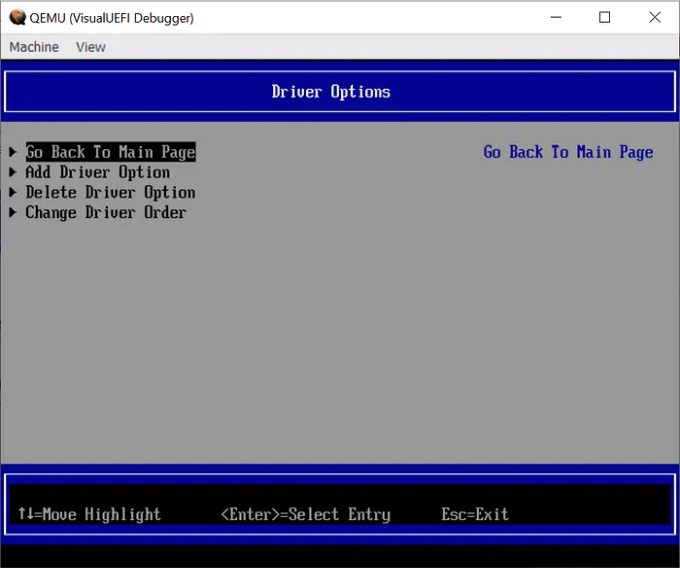 QEMU (VisualUEFI Debugger)
Machine View
Driver Options
Go Back To Main Page Go Back To Main Page
Add Driver Option
Delete Driver Option
Change Driver Order
↑↓=Move Highlight <Enter>=Select Entry Esc=Exit